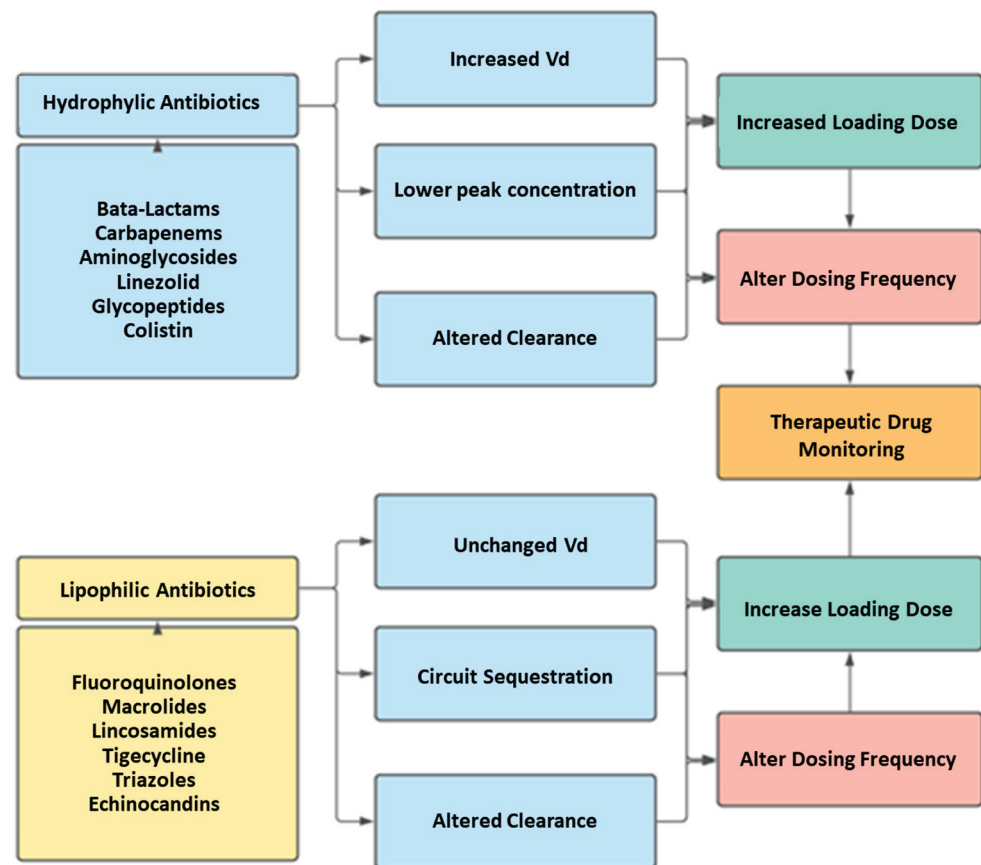 Hydrophylic Antibiotics
Bata-Lactams
Carbapenems
Aminoglycosides
Linezolid
Glycopeptides
Colistin
Increased Vd
Lower peak concentration
Altered Clearance
Increased Loading Dose
Alter Dosing Frequency
Therapeutic Drug
Monitoring
Lipophilic Antibiotics
Fluoroquinolones
Macrolides
Lincosamides
Tigecycline
Triazoles
Echinocandins
Unchanged Vd
Circuit Sequestration
Altered Clearance
Increase Loading Dose
Alter Dosing Frequency